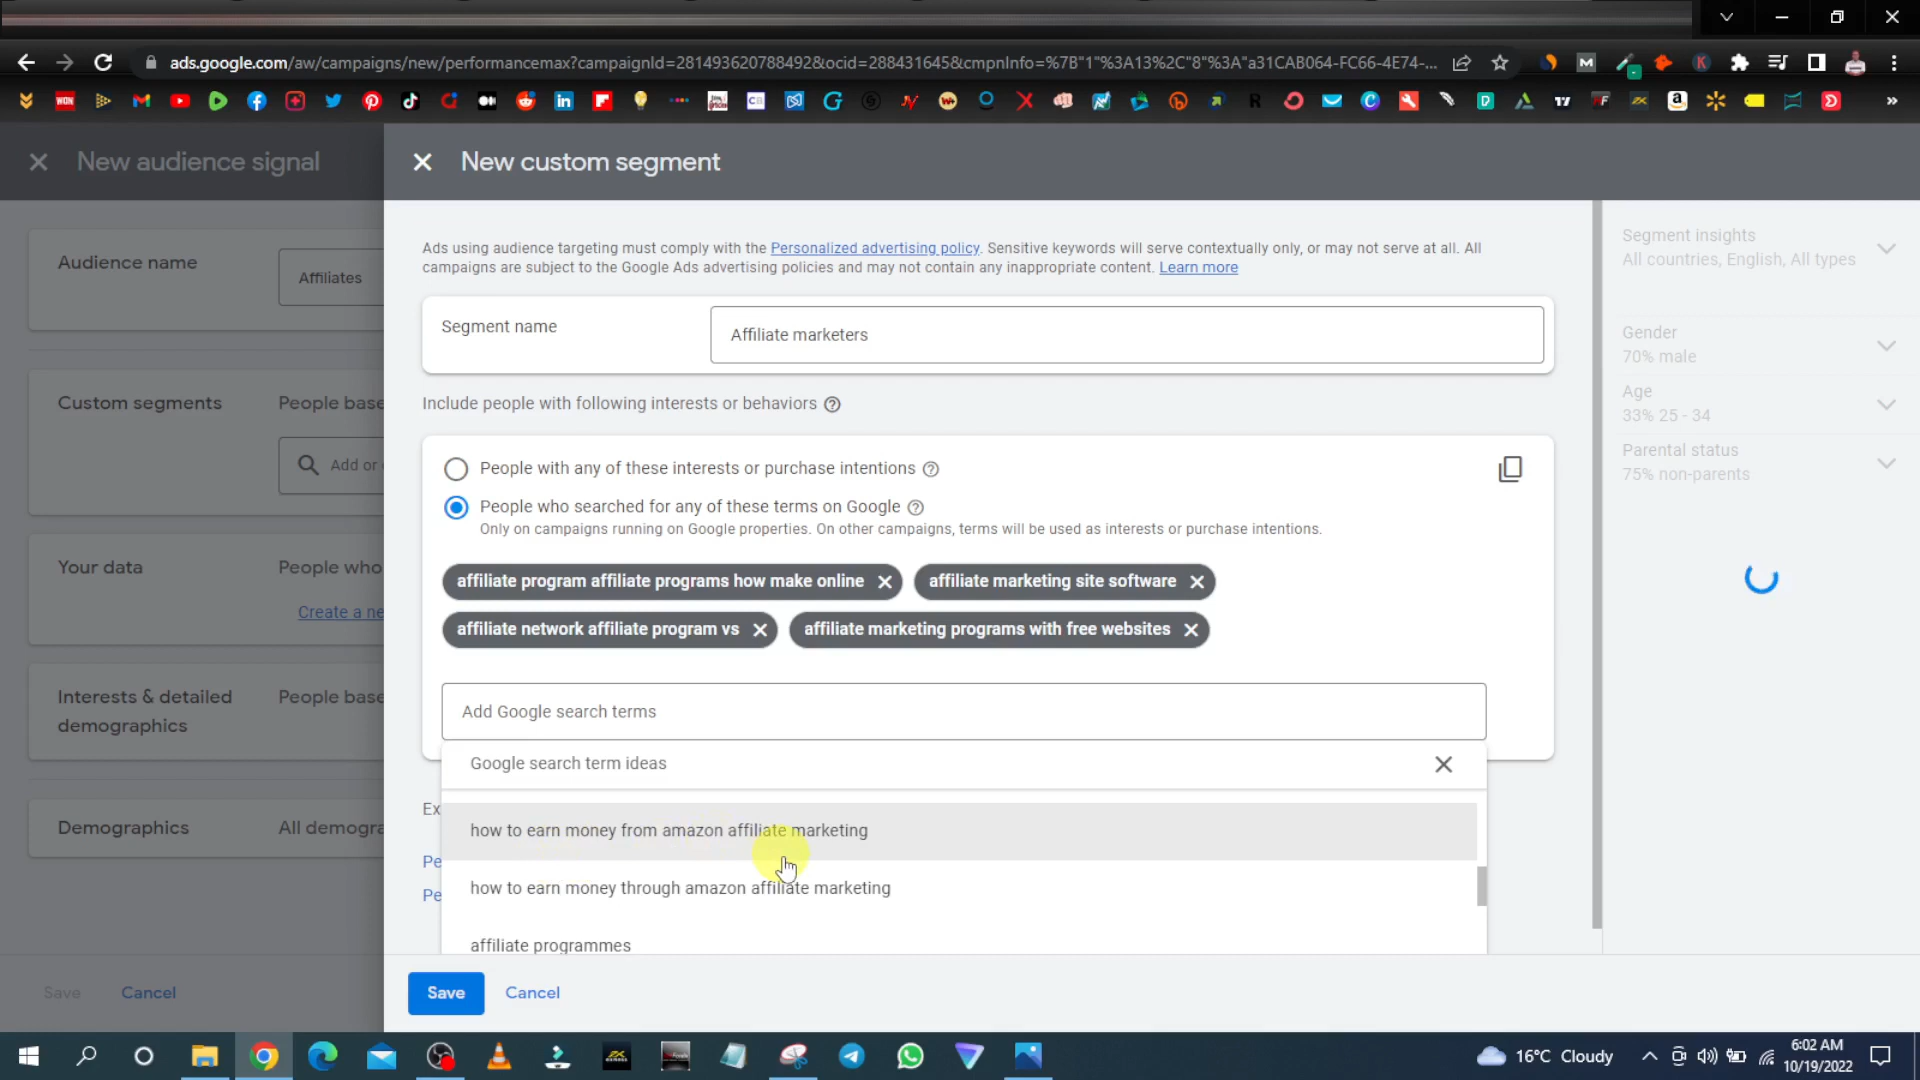 ads.google.com/aw/campaigns/new/performancemax?campaignId=281493620788492&ocid=288431645&cmpnInfo=%7B"1"%3A13%2C"8"%3A"a31CAB064-FC66-4E74-...
New audience signal
New custom segment
Ads using audience targeting must comply with the Personalized advertising policy. Sensitive keywords will serve contextually only, or may not serve at all. All
campaigns are subject to the Google Ads advertising policies and may not contain any inappropriate content. Learn more
Audience name
Affiliates
Segment name
Affiliate marketers
Segment insights
All countries, English, All types
Gender
70% male
Age
33% 25 - 34
Parental status
75% non-parents
Custom segments
People base
Add or
Include people with following interests or behaviors
People with any of these interests or purchase intentions
People who searched for any of these terms on Google
Only on campaigns running on Google properties. On other campaigns, terms will be used as interests or purchase intentions.
Your data
People who
Create a ne
affiliate program affiliate programs how make online
affiliate marketing site software
affiliate network affiliate program vs
affiliate marketing programs with free websites
Interests & detailed
demographics
People base
Add Google search terms
Google search term ideas
Demographics
All demogra
Ex
how to earn money from amazon affiliate marketing
Pe
how to earn money through amazon affiliate marketing
Pe
affiliate programmes
Save
Cancel
Save
Cancel
16°C Cloudy
6:02 AM
10/19/2022